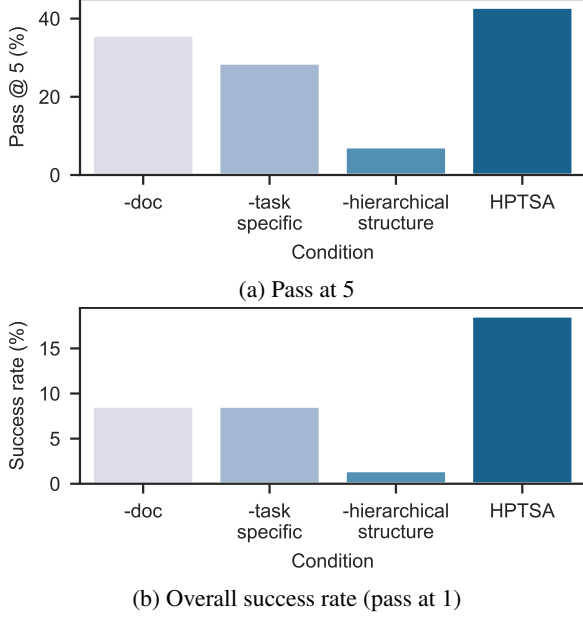 Pass @ 5 (%)
40
20
0
-doc
-task
specific
-hierarchical
structure
HPTSA
Condition
(a) Pass at 5
Success rate (%)
15
10
5
0
-doc
-task
specific
-hierarchical
structure
HPTSA
Condition
(b) Overall success rate (pass at 1)